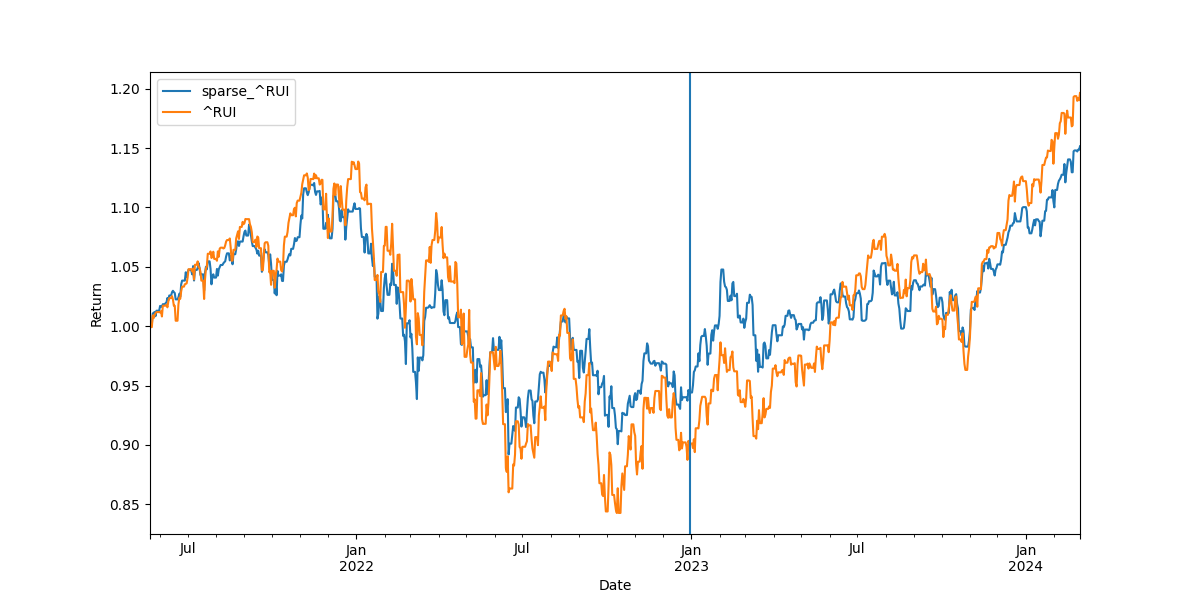 sparse_^RUI
^RUI
Return
1.20
1.15
1.10
1.05
1.00
0.95
0.90
0.85
Jul
Jan
2022
Jul
Jan
2023
Jul
Jan
2024
Date